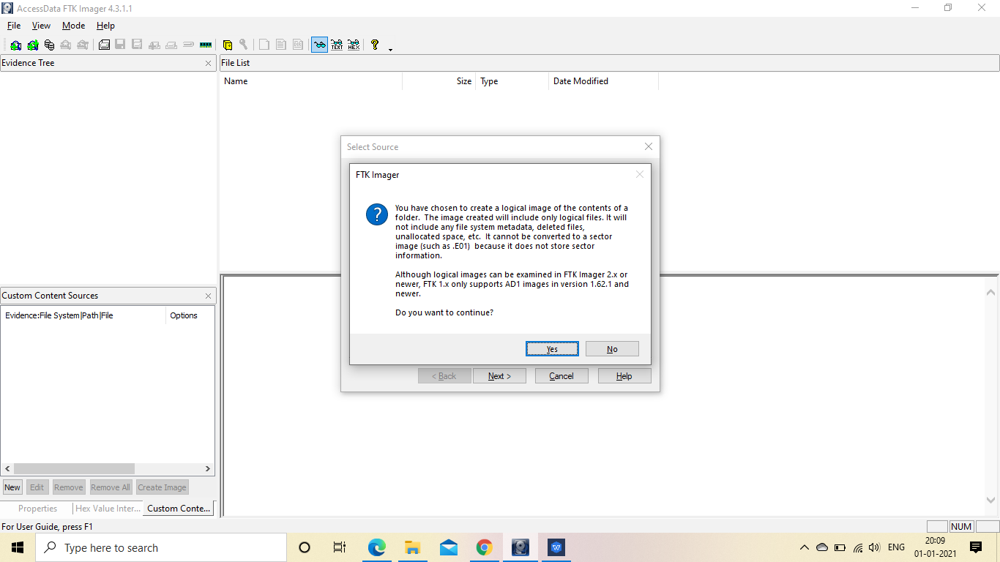 AccessData FTK Imager 4.3.1.1
File View Mode Help
TEXT HEX ?
Evidence Tree
File List
Name Size Type Date Modified
Select Source
FTK Imager
?
You have chosen to create a logical image of the contents of a
folder. The image created will include only logical files. It will
not include any file system metadata, deleted files,
unallocated space, etc. It cannot be converted to a sector
image (such as .E01) because it does not store sector
information.
Although logical images can be examined in FTK Imager 2.x or
newer, FTK 1.x only supports AD1 images in version 1.62.1 and
newer.
Do you want to continue?
Yes No
< Back Next > Cancel Help
Custom Content Sources
Evidence:File System|Path|File Options
New Edit Remove Remove All Create Image
Properties Hex Value Inter... Custom Conte...
For User Guide, press F1
NUM
Type here to search
W
ENG
20:09
01-01-2021